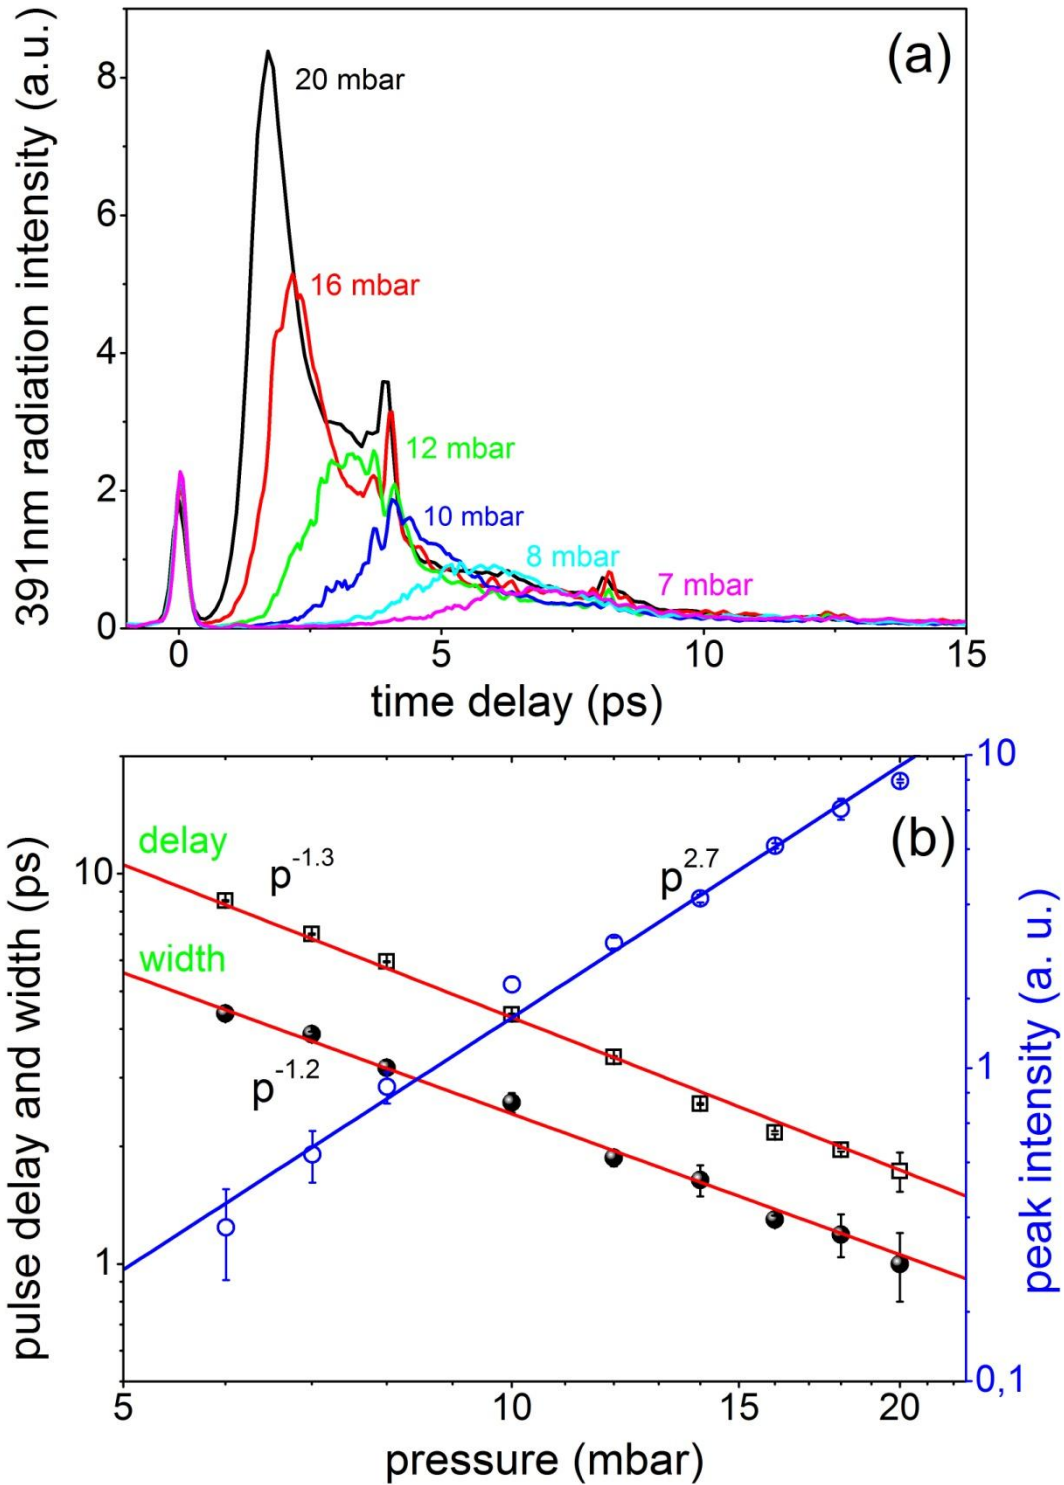 (a)
391nm radiation intensity (a.u.)
8
6
4
2
0
20 mbar
16 mbar
12 mbar
10 mbar
8 mbar
7 mbar
0 5 10 15
time delay (ps)
(b)
pulse delay and width (ps)
10
1
delay
p^-1.3
width
p^-1.2
p^2.7
10
1
0,1
peak intensity (a. u.)
5 10 15 20
pressure (mbar)